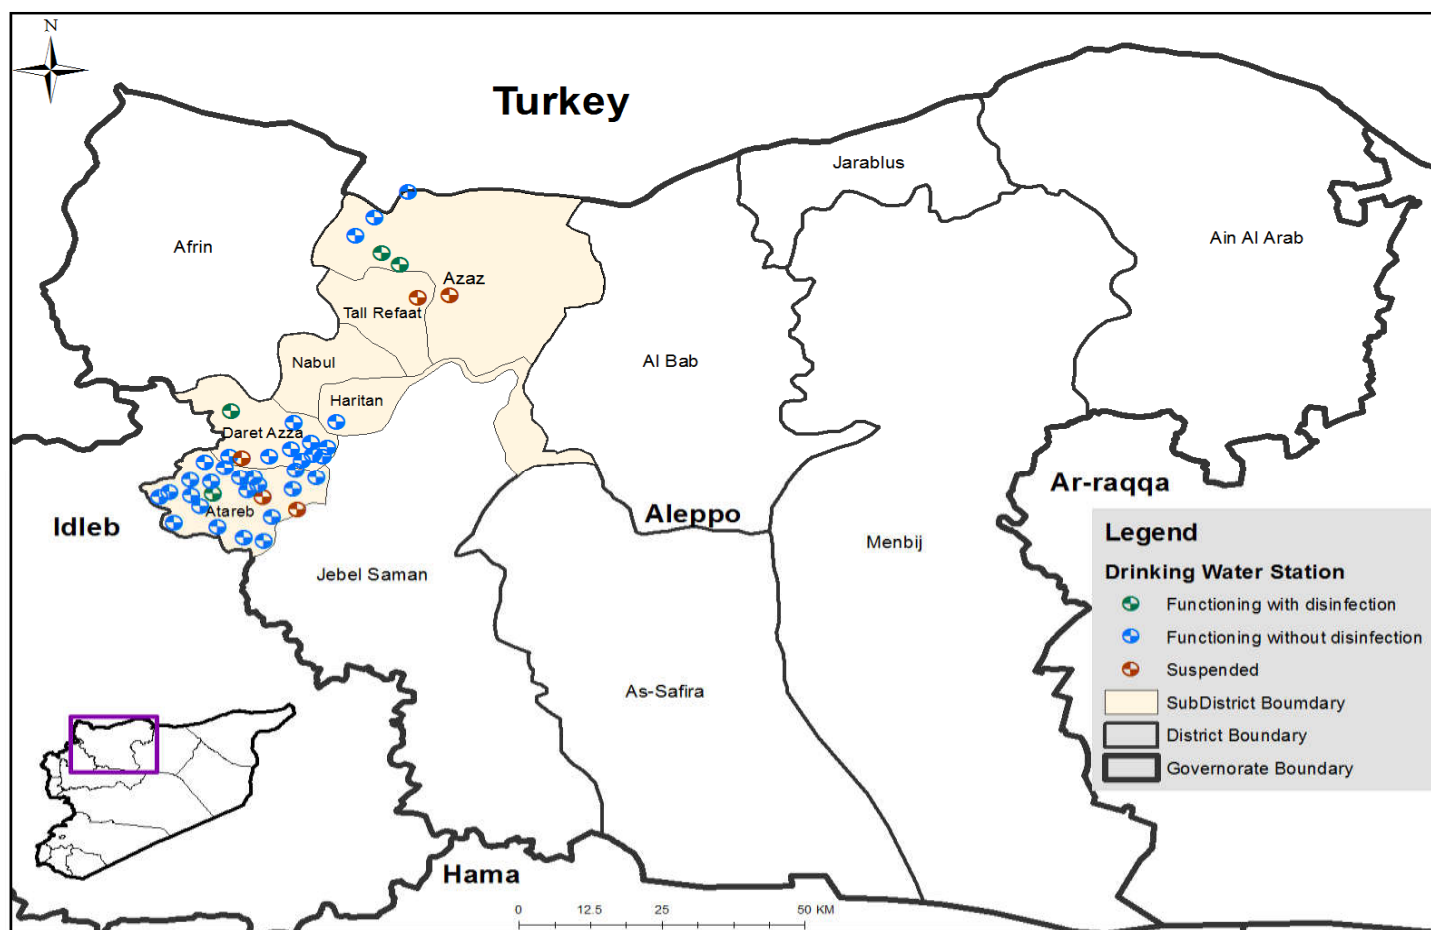 N
Turkey
Jarablus
Afrin
Ain Al Arab
Azaz
Tall Refaat
Nabul
Al Bab
Haritan
Daret Azza
Ar-raqqa
Atareb
Idleb
Aleppo
Menbij
Jebel Saman
As-Safira
Hama
Legend
Drinking Water Station
Functioning with disinfection
Functioning without disinfection
Suspended
SubDistrict Boumdary
District Boundary
Governorate Boundary
0 12.5 25 50 KM